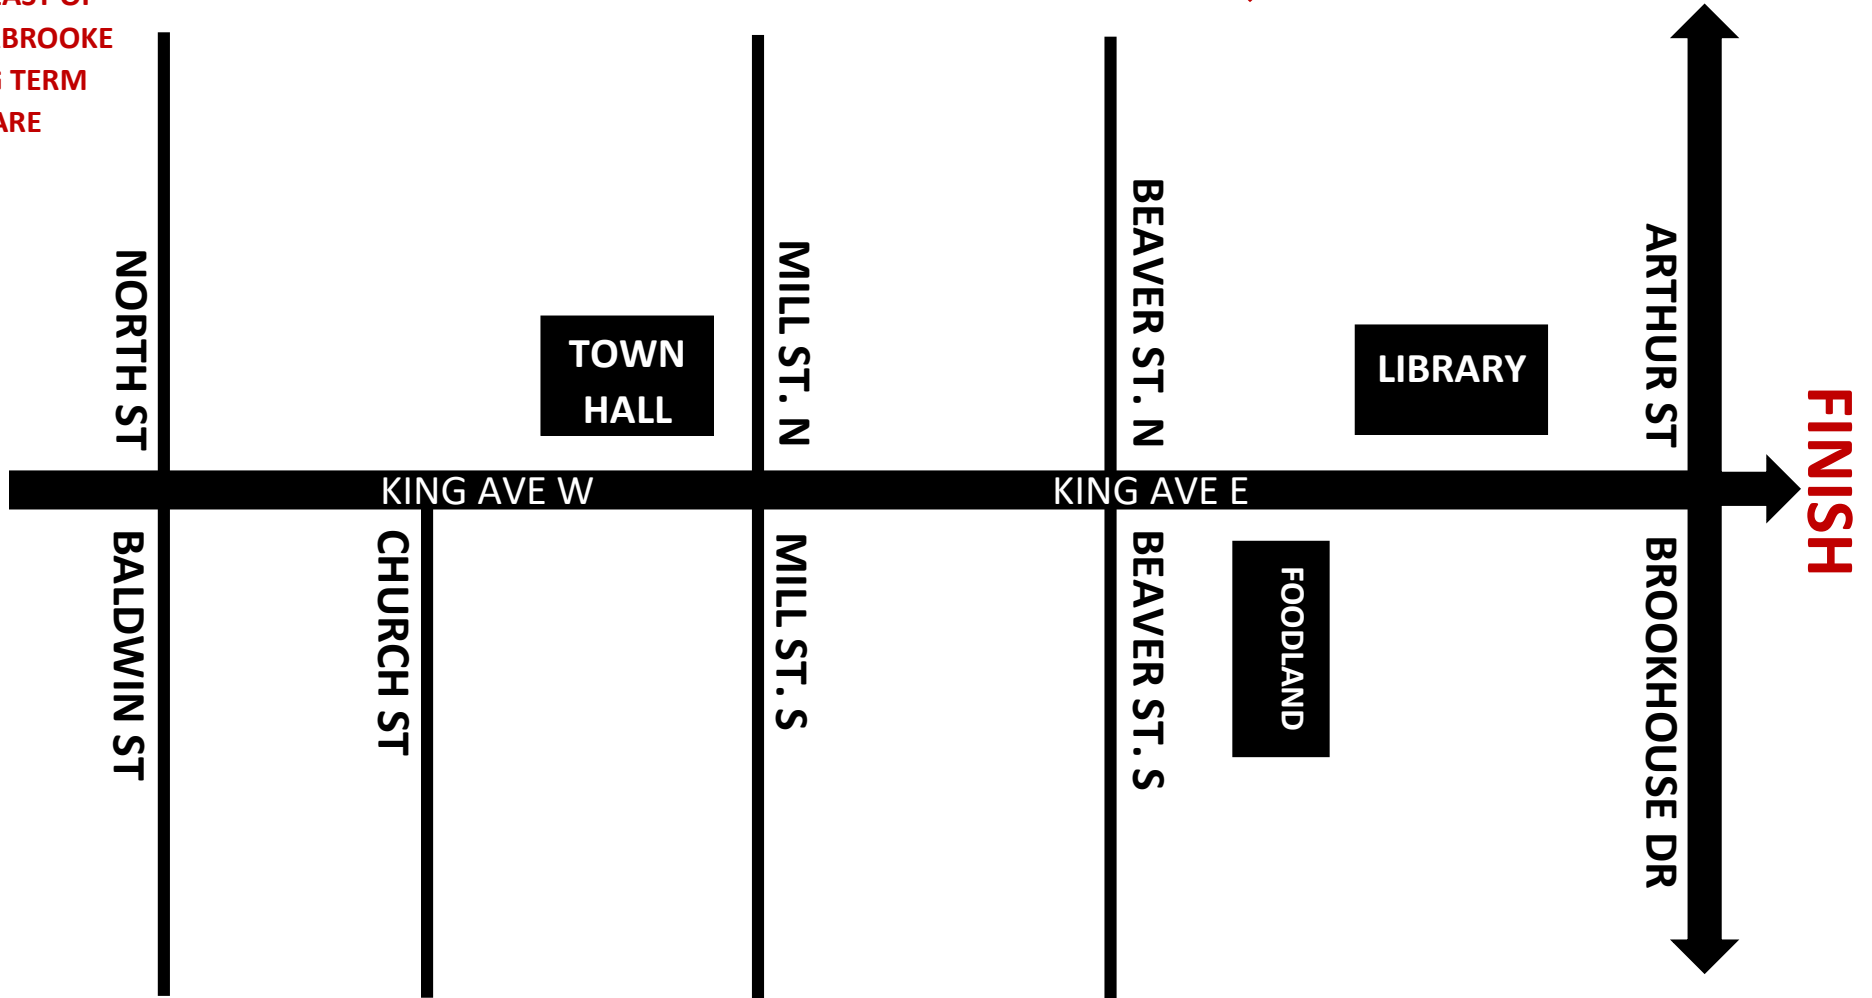 BROOKE
TERM
NORTH ST
TOWN
HALL
MILL ST. N
BEAVER ST. N
LIBRARY
ARTHUR ST
FINISH
KING AVE W
KING AVE E
BALDWIN ST
CHURCH ST
MILL ST. S
BEAVER ST. S
FOODLAND
BROOKHOUSE DR